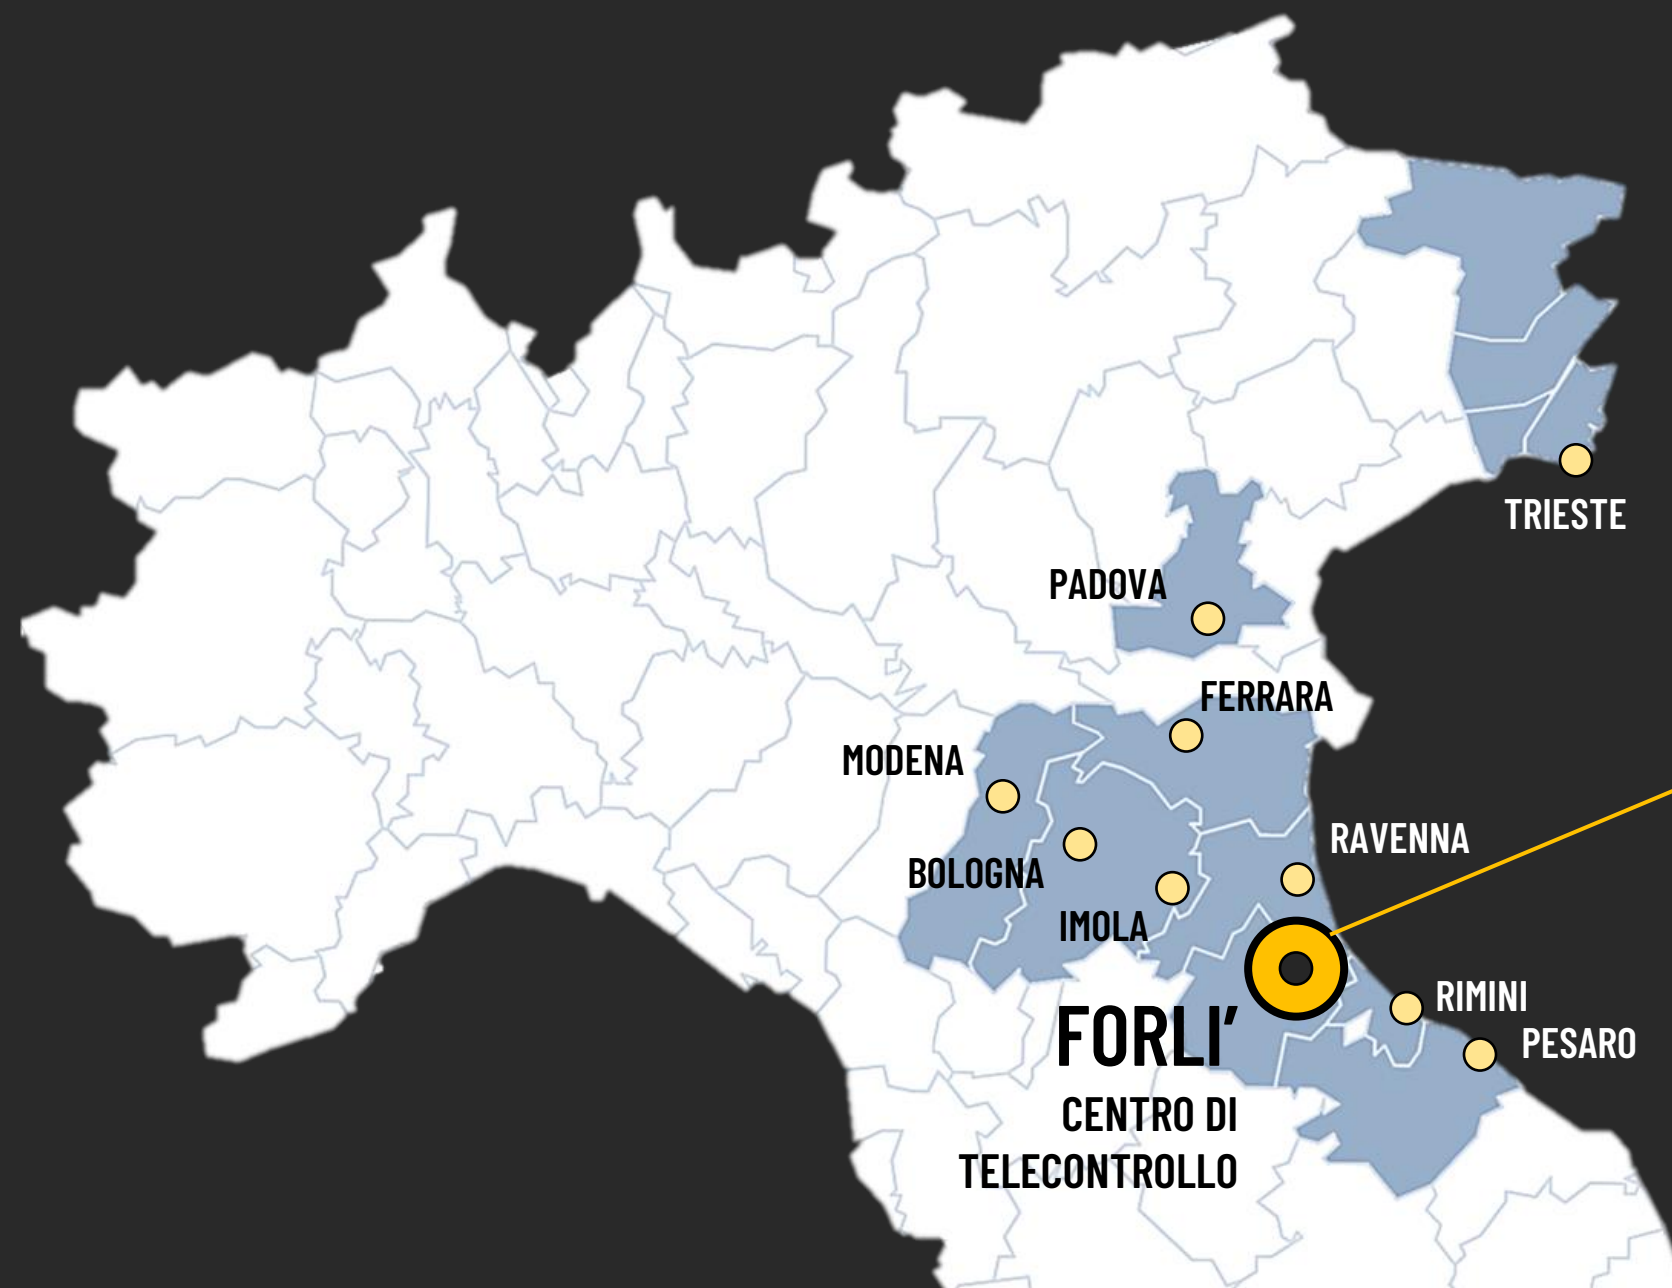 TRIESTE
PADOVA
FERRARA
MODENA
RAVENNA
BOLOGNA
IMOLA
RIMINI
FORLI’
PESARO
CENTRO DI
TELECONTROLLO